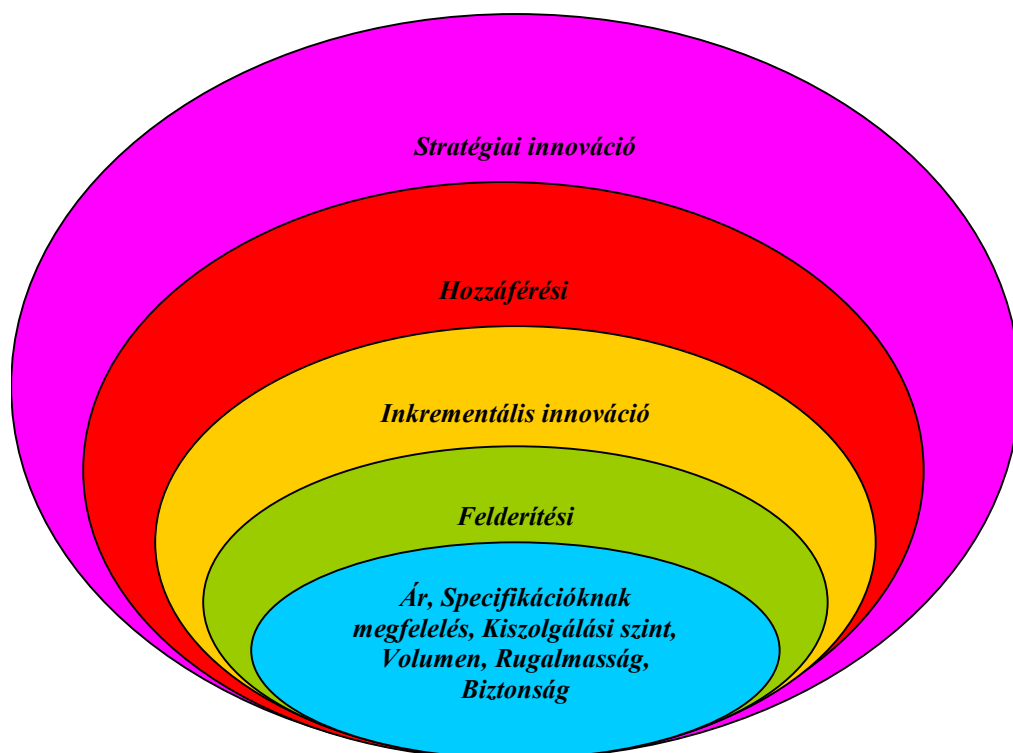 Stratégiai innováció
Hozzáférési
Inkrementális innováció
Felderítési
Ár, Specifikációknak
megfelelés, Kiszolgálási szint,
Volumen, Rugalmasság,
Biztonság